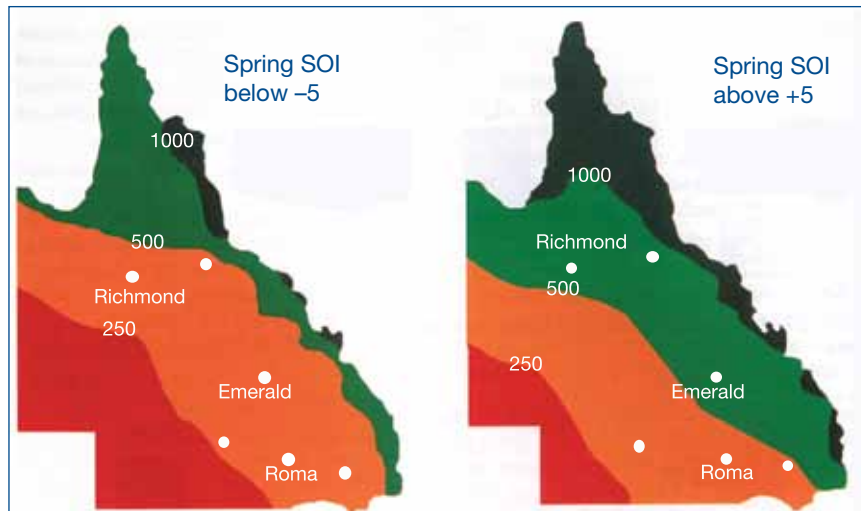 Spring SOI
below –5
1000
500
Richmond
250
Emerald
Roma
Spring SOI
above +5
1000
Richmond
500
250
Emerald
Roma